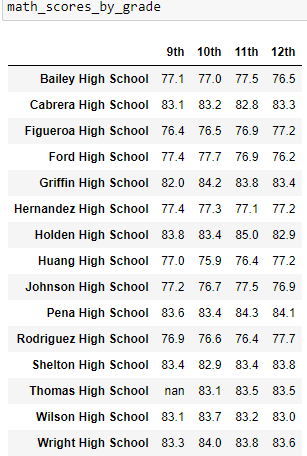 math_scores_by_grade
9th 10th 11th 12th
Bailey High School 77.1 77.0 77.5 76.5
Cabrera High School 83.1 83.2 82.8 83.3
Figueroa High School 76.4 76.5 76.9 77.2
Ford High School 77.4 77.7 76.9 76.2
Griffin High School 82.0 84.2 83.8 83.4
Hernandez High School 77.4 77.3 77.1 77.2
Holden High School 83.8 83.4 85.0 82.9
Huang High School 77.0 75.9 76.4 77.2
Johnson High School 77.2 76.7 77.5 76.9
Pena High School 83.6 83.4 84.3 84.1
Rodriguez High School 76.9 76.6 76.4 77.7
Shelton High School 83.4 82.9 83.4 83.8
Thomas High School nan 83.1 83.5 83.5
Wilson High School 83.1 83.7 83.2 83.0
Wright High School 83.3 84.0 83.8 83.6